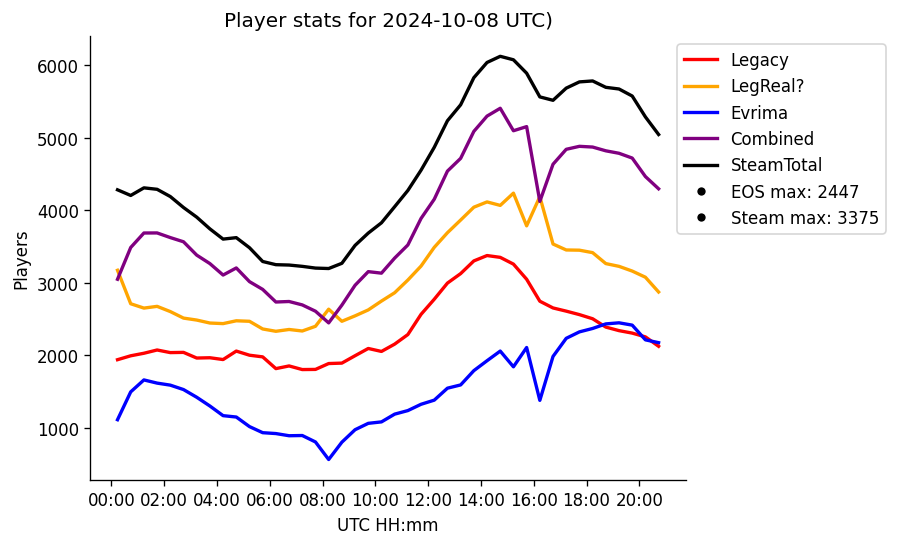 Player stats for 2024-10-08 UTC)
Players
6000
5000
4000
3000
2000
1000
00:00 02:00 04:00 06:00 08:00 10:00 12:00 14:00 16:00 18:00 20:00
UTC HH:mm
Legacy
LegReal?
Evrima
Combined
SteamTotal
EOS max: 2447
Steam max: 3375